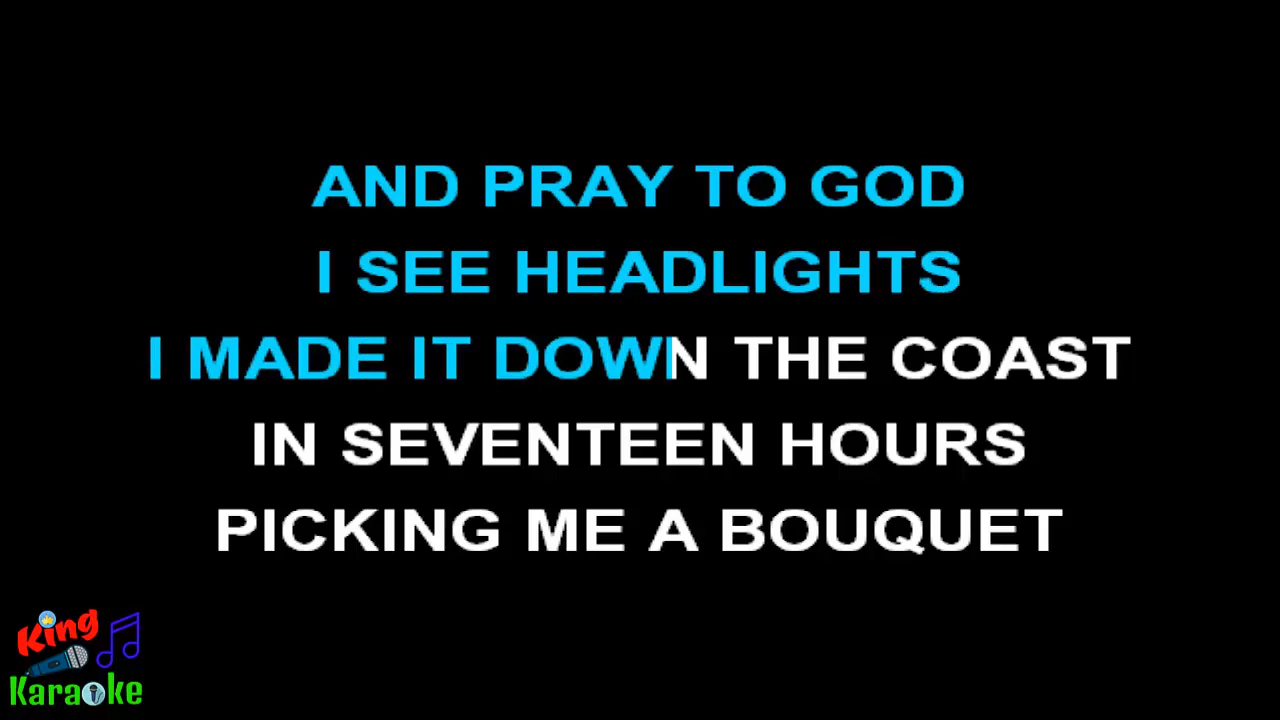 AND PRAY TO GOD
I SEE HEADLIGHTS
I MADE IT DOWN THE COAST
IN SEVENTEEN HOURS
PICKING ME A BOUQUET
King
Karaoke